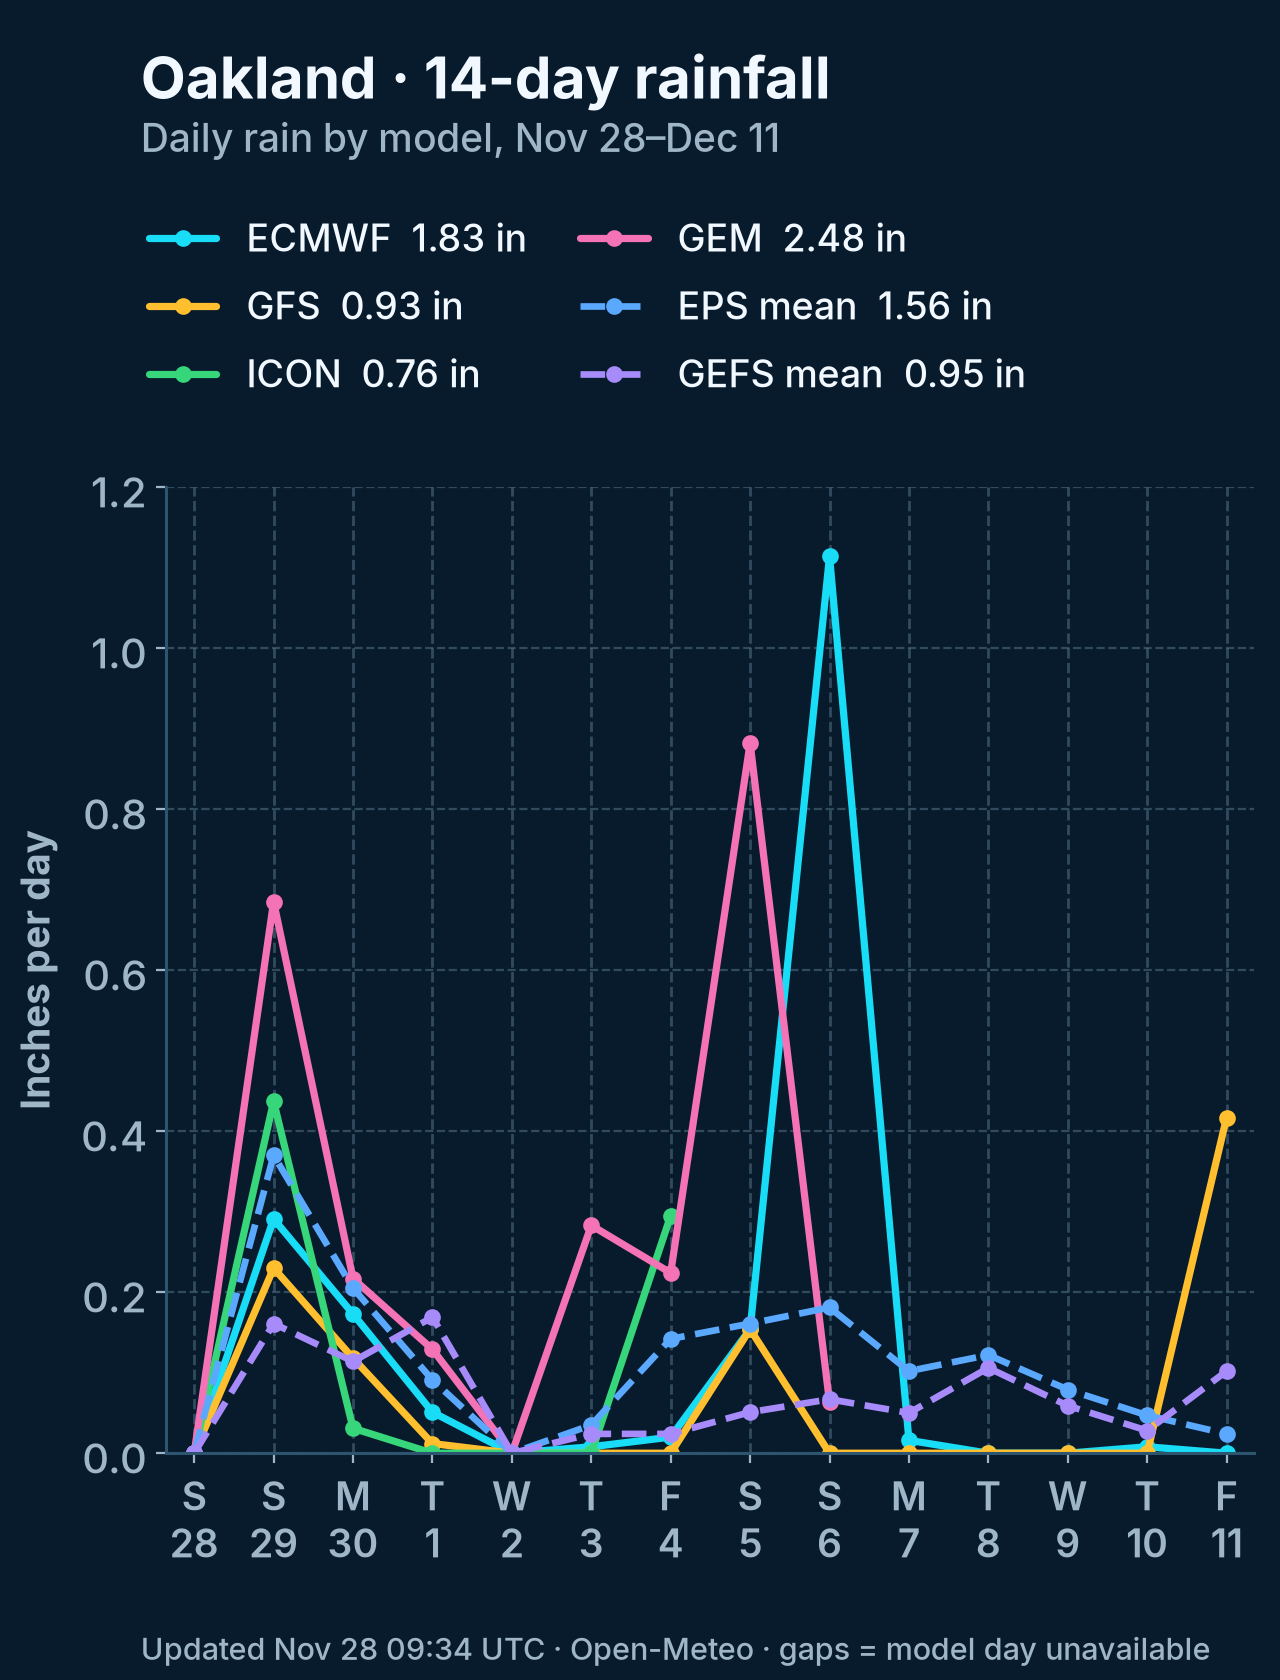 Oakland · 14-day rainfall
Daily rain by model, Nov 28–Dec 11
ECMWF 1.83 in
GEM 2.48 in
GFS 0.93 in
EPS mean 1.56 in
ICON 0.76 in
GEFS mean 0.95 in
Inches per day
1.2
1.0
0.8
0.6
0.4
0.2
0.0
S S M T W T F S S M T W T F
28 29 30 1 2 3 4 5 6 7 8 9 10 11
Updated Nov 28 09:34 UTC · Open-Meteo · gaps = model day unavailable